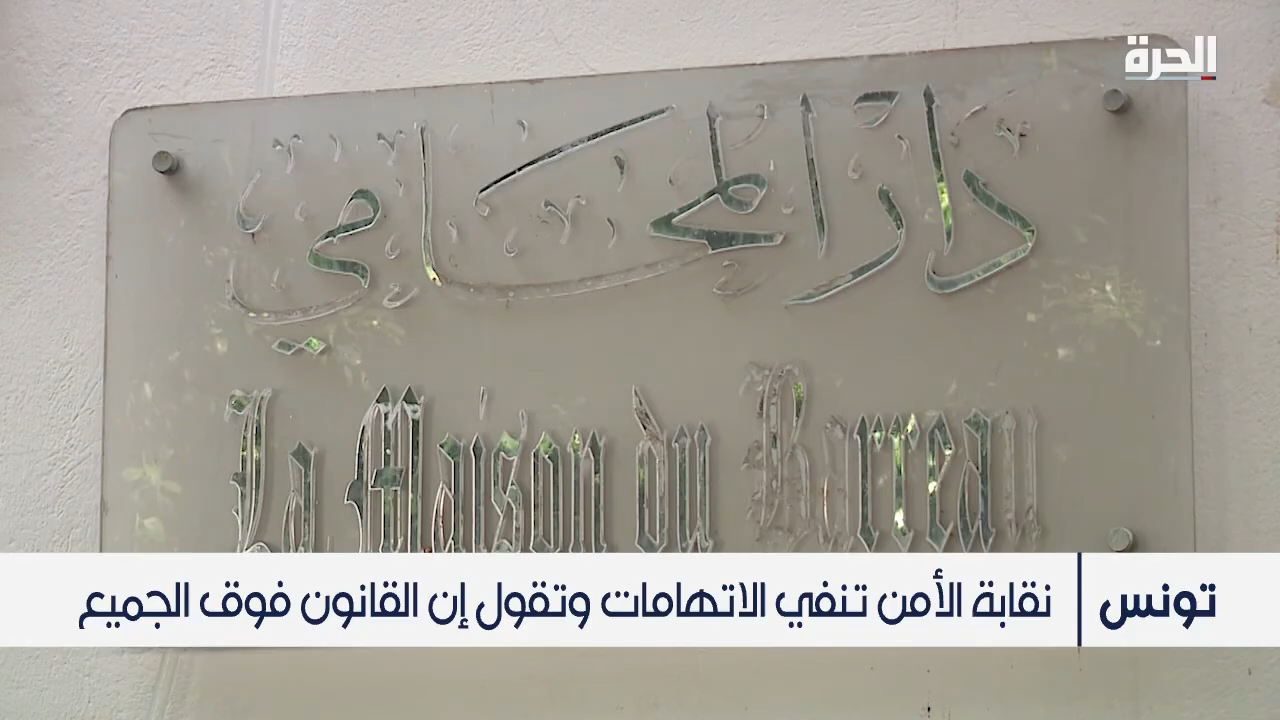 الحرة
دار المحامي
La Maison du Barreau
تونس
نقابة الأمن تنفي الاتهامات وتقول إن القانون فوق الجميع